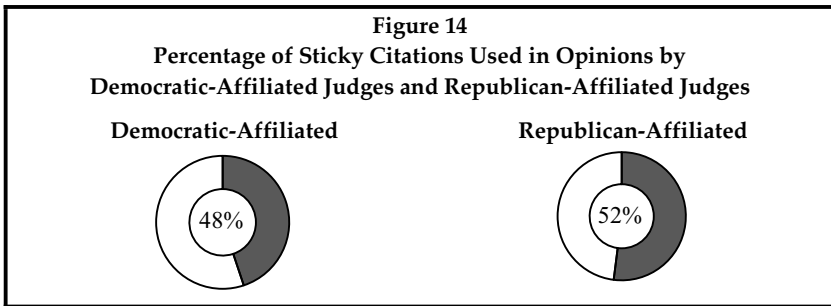 Figure 14
Percentage of Sticky Citations Used in Opinions by
Democratic-Affiliated Judges and Republican-Affiliated Judges
Democratic-Affiliated
Republican-Affiliated
48%
52%